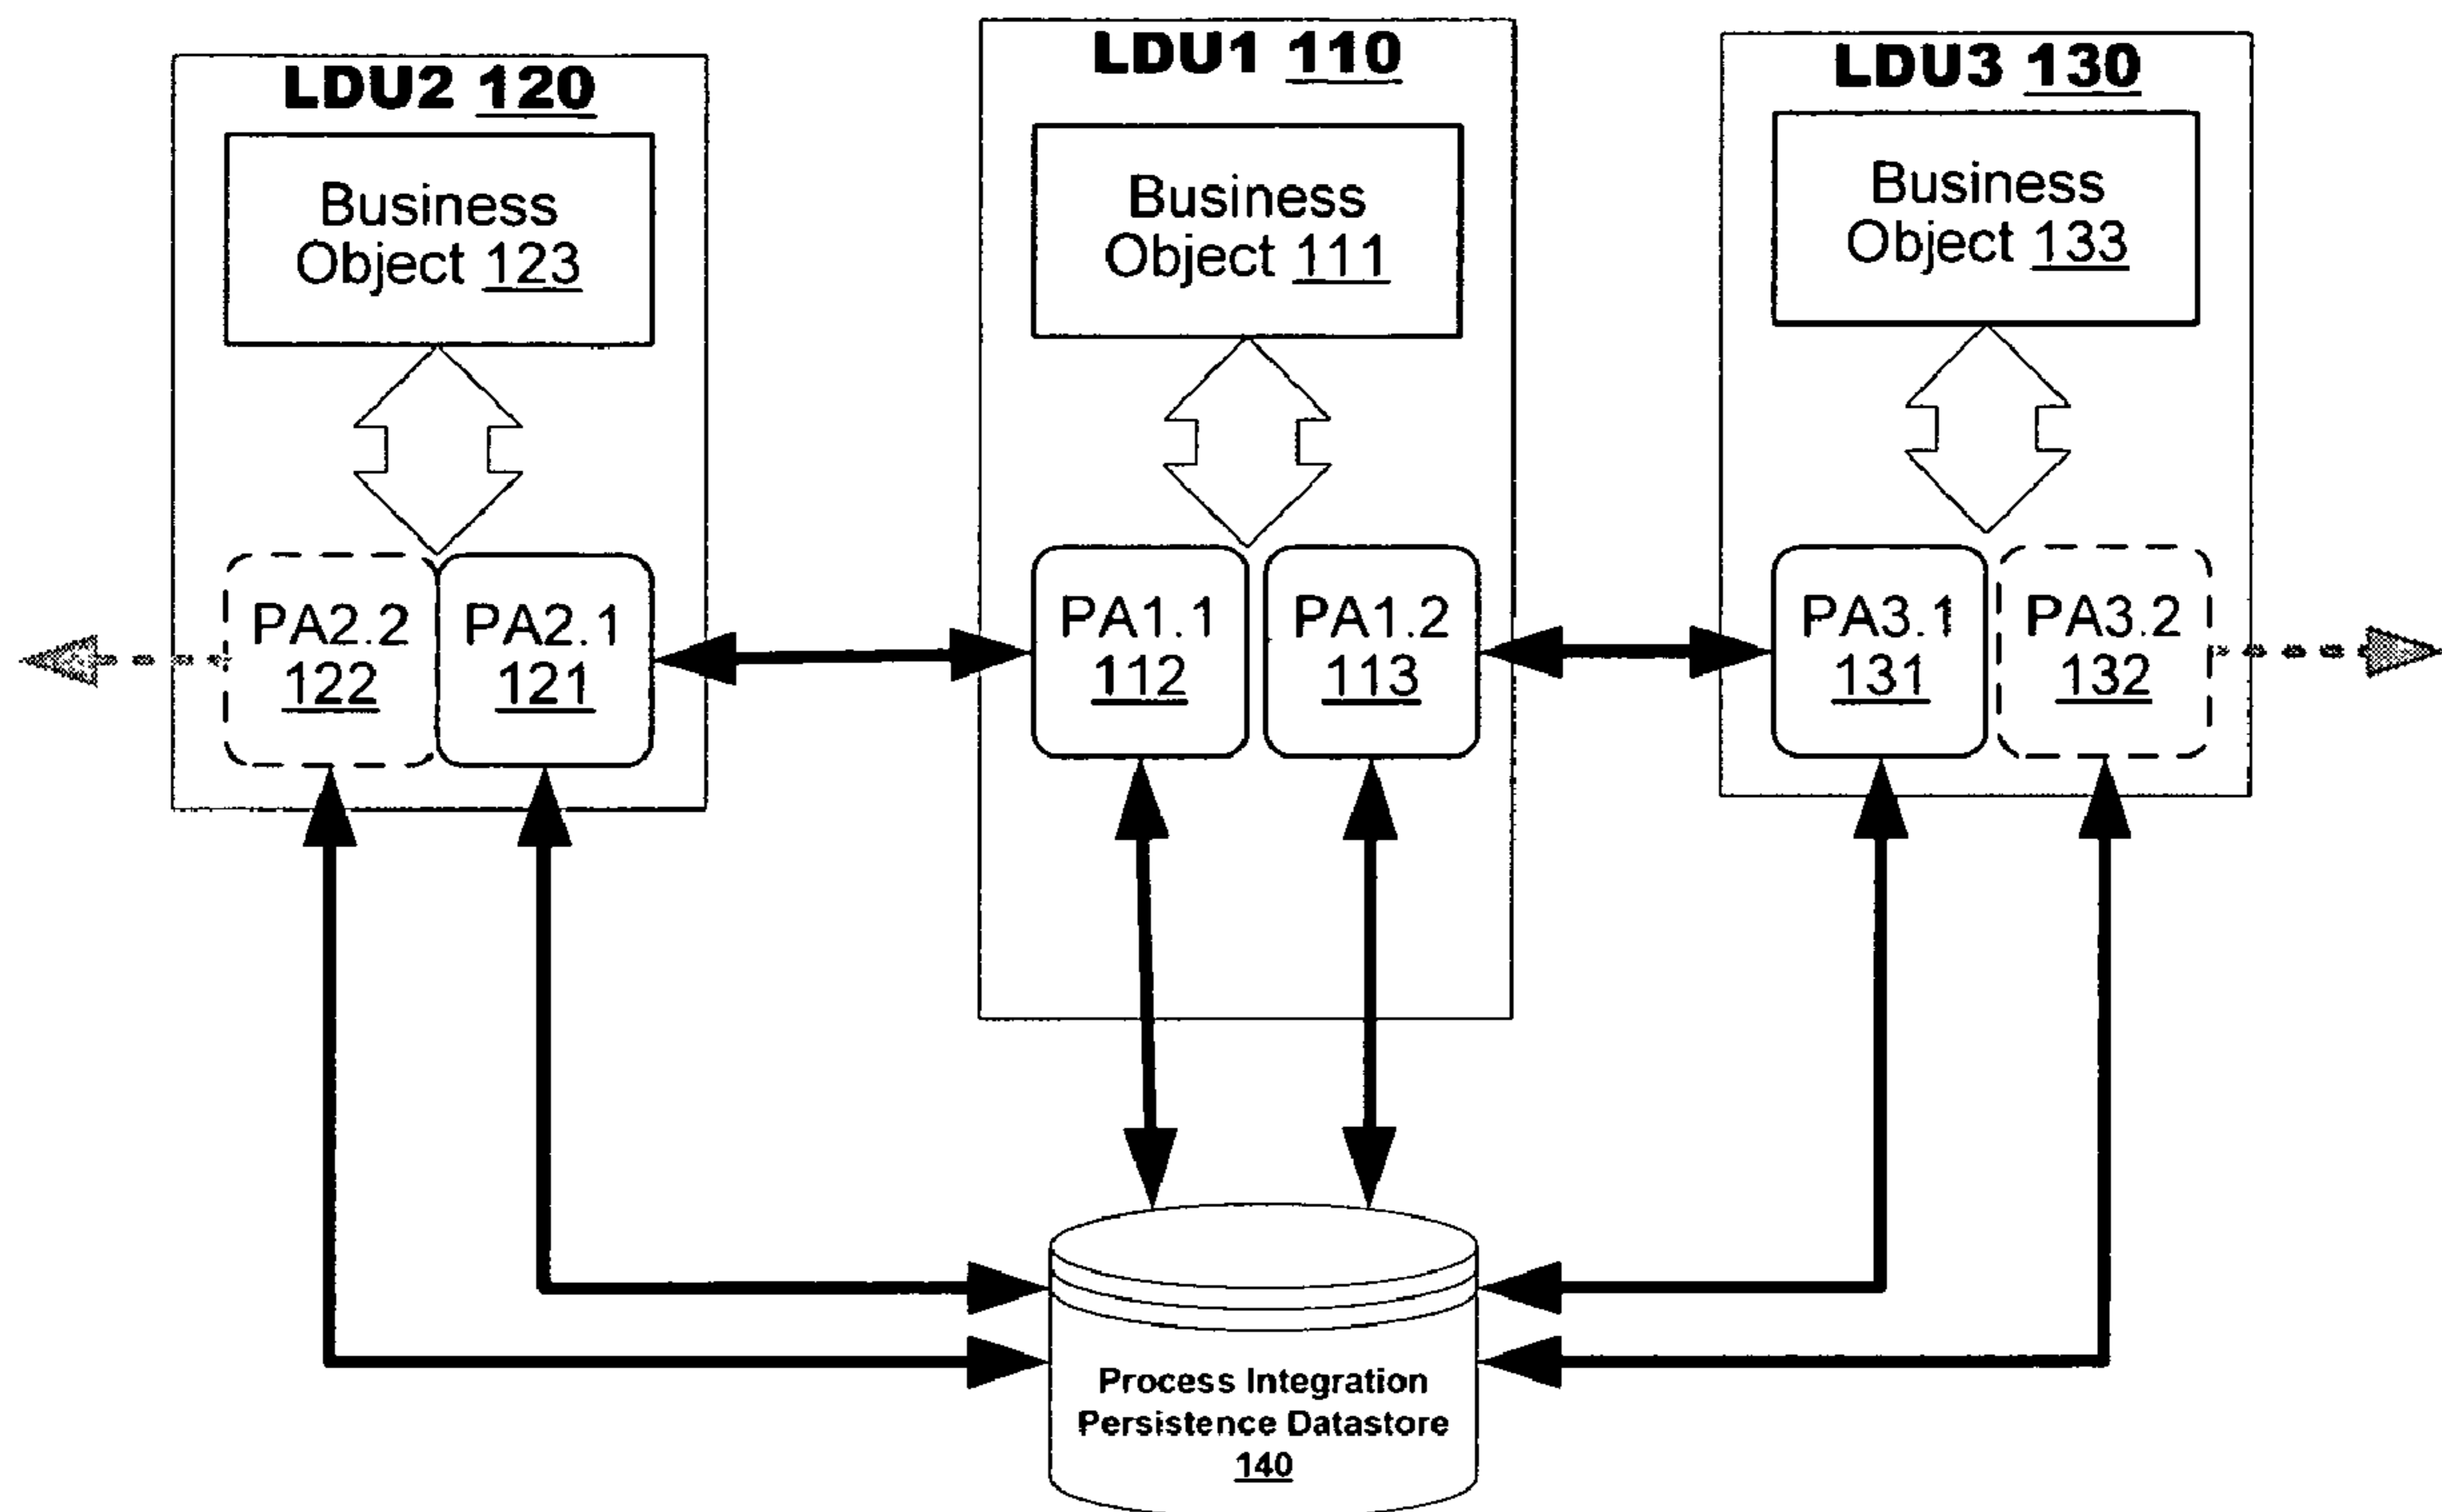 LDU2 120
Business
Object 123
PA2.2
122
PA2.1
121
LDU1 110
Business
Object 111
PA1.1
112
PA1.2
113
LDU3 130
Business
Object 133
PA3.1
131
PA3.2
132
Process Integration
Persistence Datastore
140